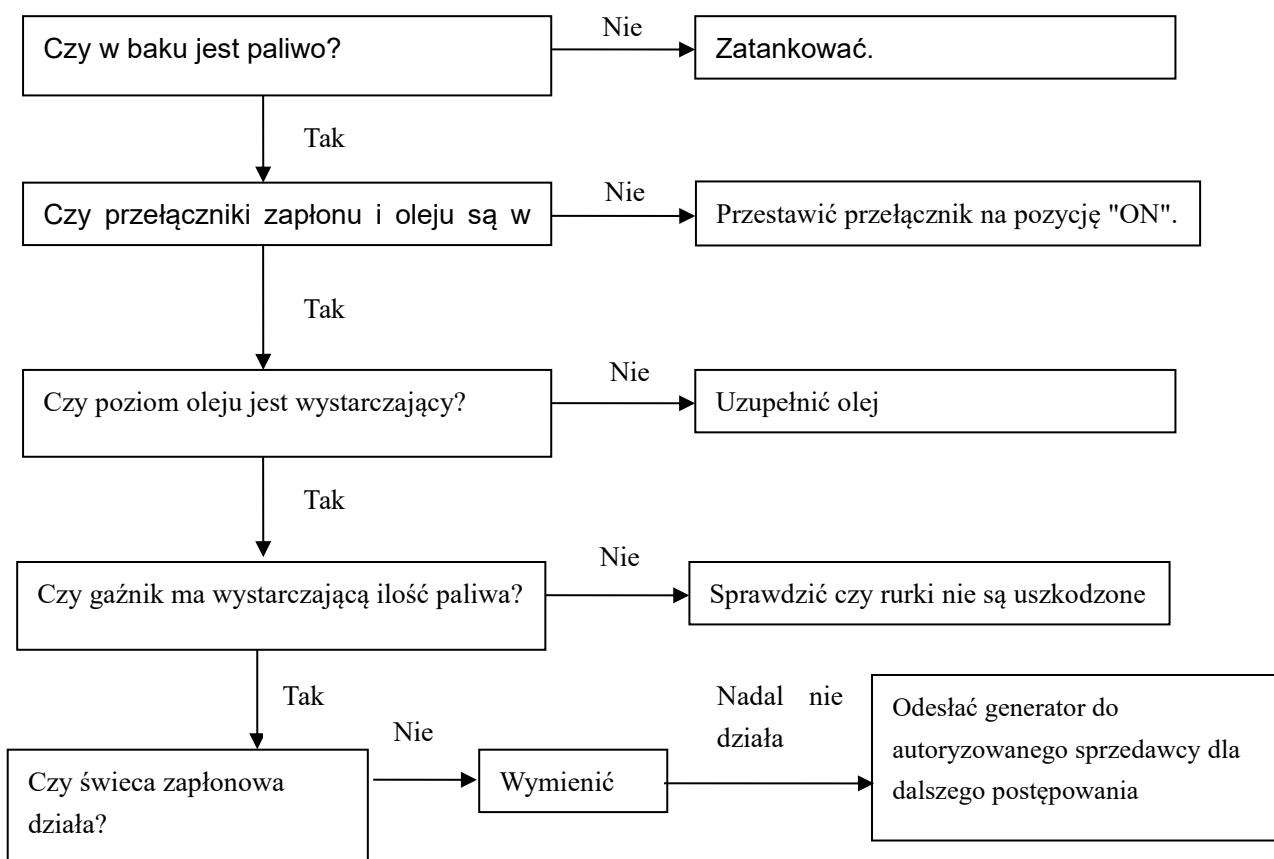 Czy w baku jest paliwo?
Nie
Zatankować.
Tak
Czy przełączniki zapłonu i oleju są w
Nie
Przestawić przełącznik na pozycję "ON".
Tak
Czy poziom oleju jest wystarczający?
Nie
Uzupełnić olej
Tak
Czy gaźnik ma wystarczającą ilość paliwa?
Nie
Sprawdzić czy rurki nie są uszkodzone
Tak
Czy świeca zapłonowa
działa?
Nie
Wymienić
Nadal nie
działa
Odesłać generator do
autoryzowanego sprzedawcy dla
dalszego postępowania